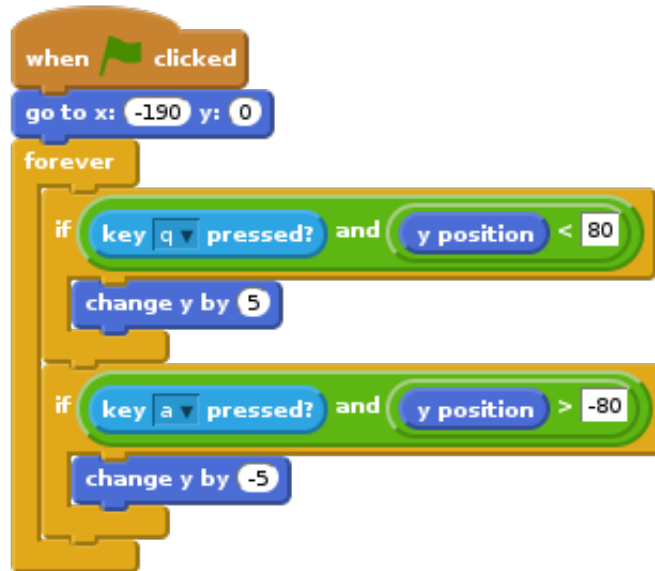 when clicked
go to x: -190 y: 0
forever
if key q pressed? and y position < 80
change y by 5
if key a pressed? and y position > -80
change y by -5